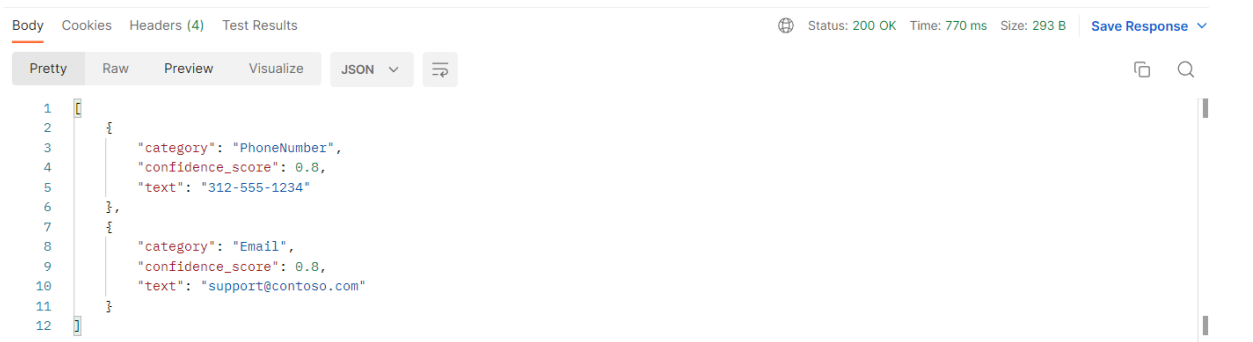 Body Cookies Headers (4) Test Results Status: 200 OK Time: 770 ms Size: 293 B Save Response
Pretty Raw Preview Visualize JSON
1 [
2 {
3 "category": "PhoneNumber",
4 "confidence_score": 0.8,
5 "text": "312-555-1234"
6 },
7 {
8 "category": "Email",
9 "confidence_score": 0.8,
10 "text": "support@contoso.com"
11 }
12 ]